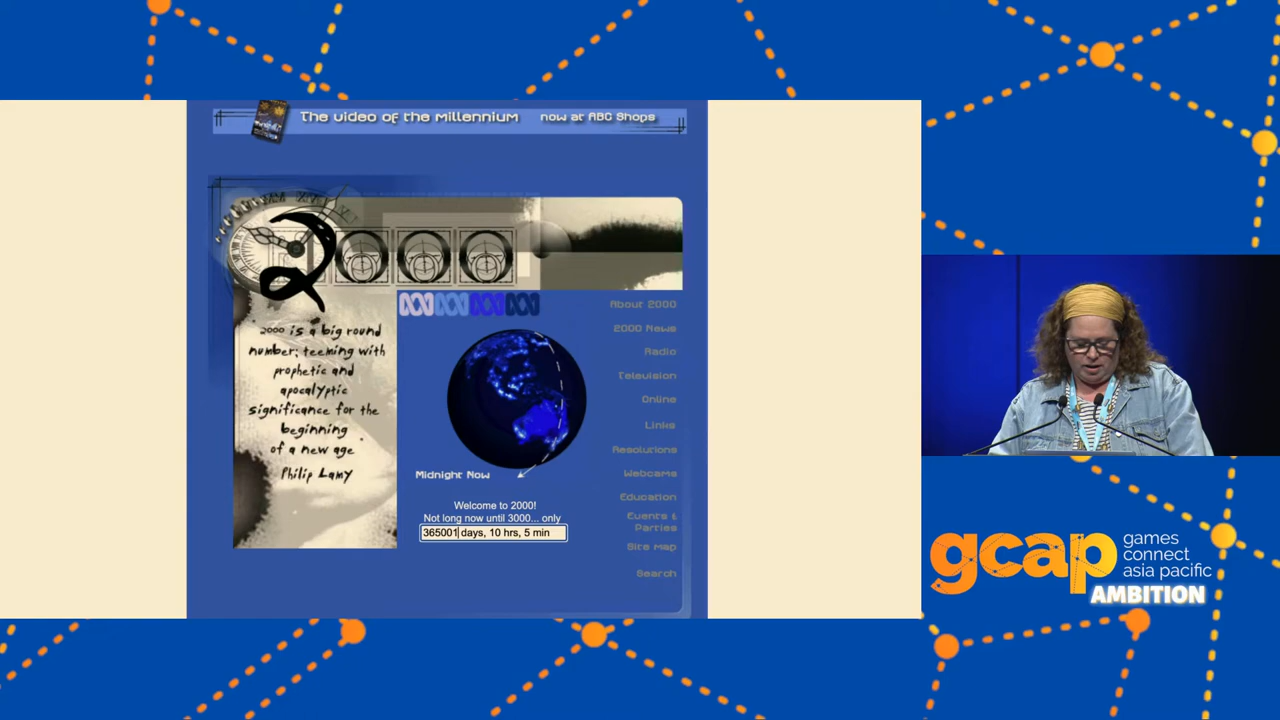 The video of the Millennium now at ABC Shops
2000
2000 is a big round
number; teeming with
prophetic and
apocalyptic
significance for the
beginning
of a new age
Philip Lamy
Midnight Now
Welcome to 2000!
Not long now until 3000... only
365001 days, 10 hrs, 5 min
About 2000
2000 News
Radio
Television
Online
Links
Resolutions
Webcams
Education
Events &
Parties
Site Map
Search
gcap
games
connect
asia pacific
AMBITION